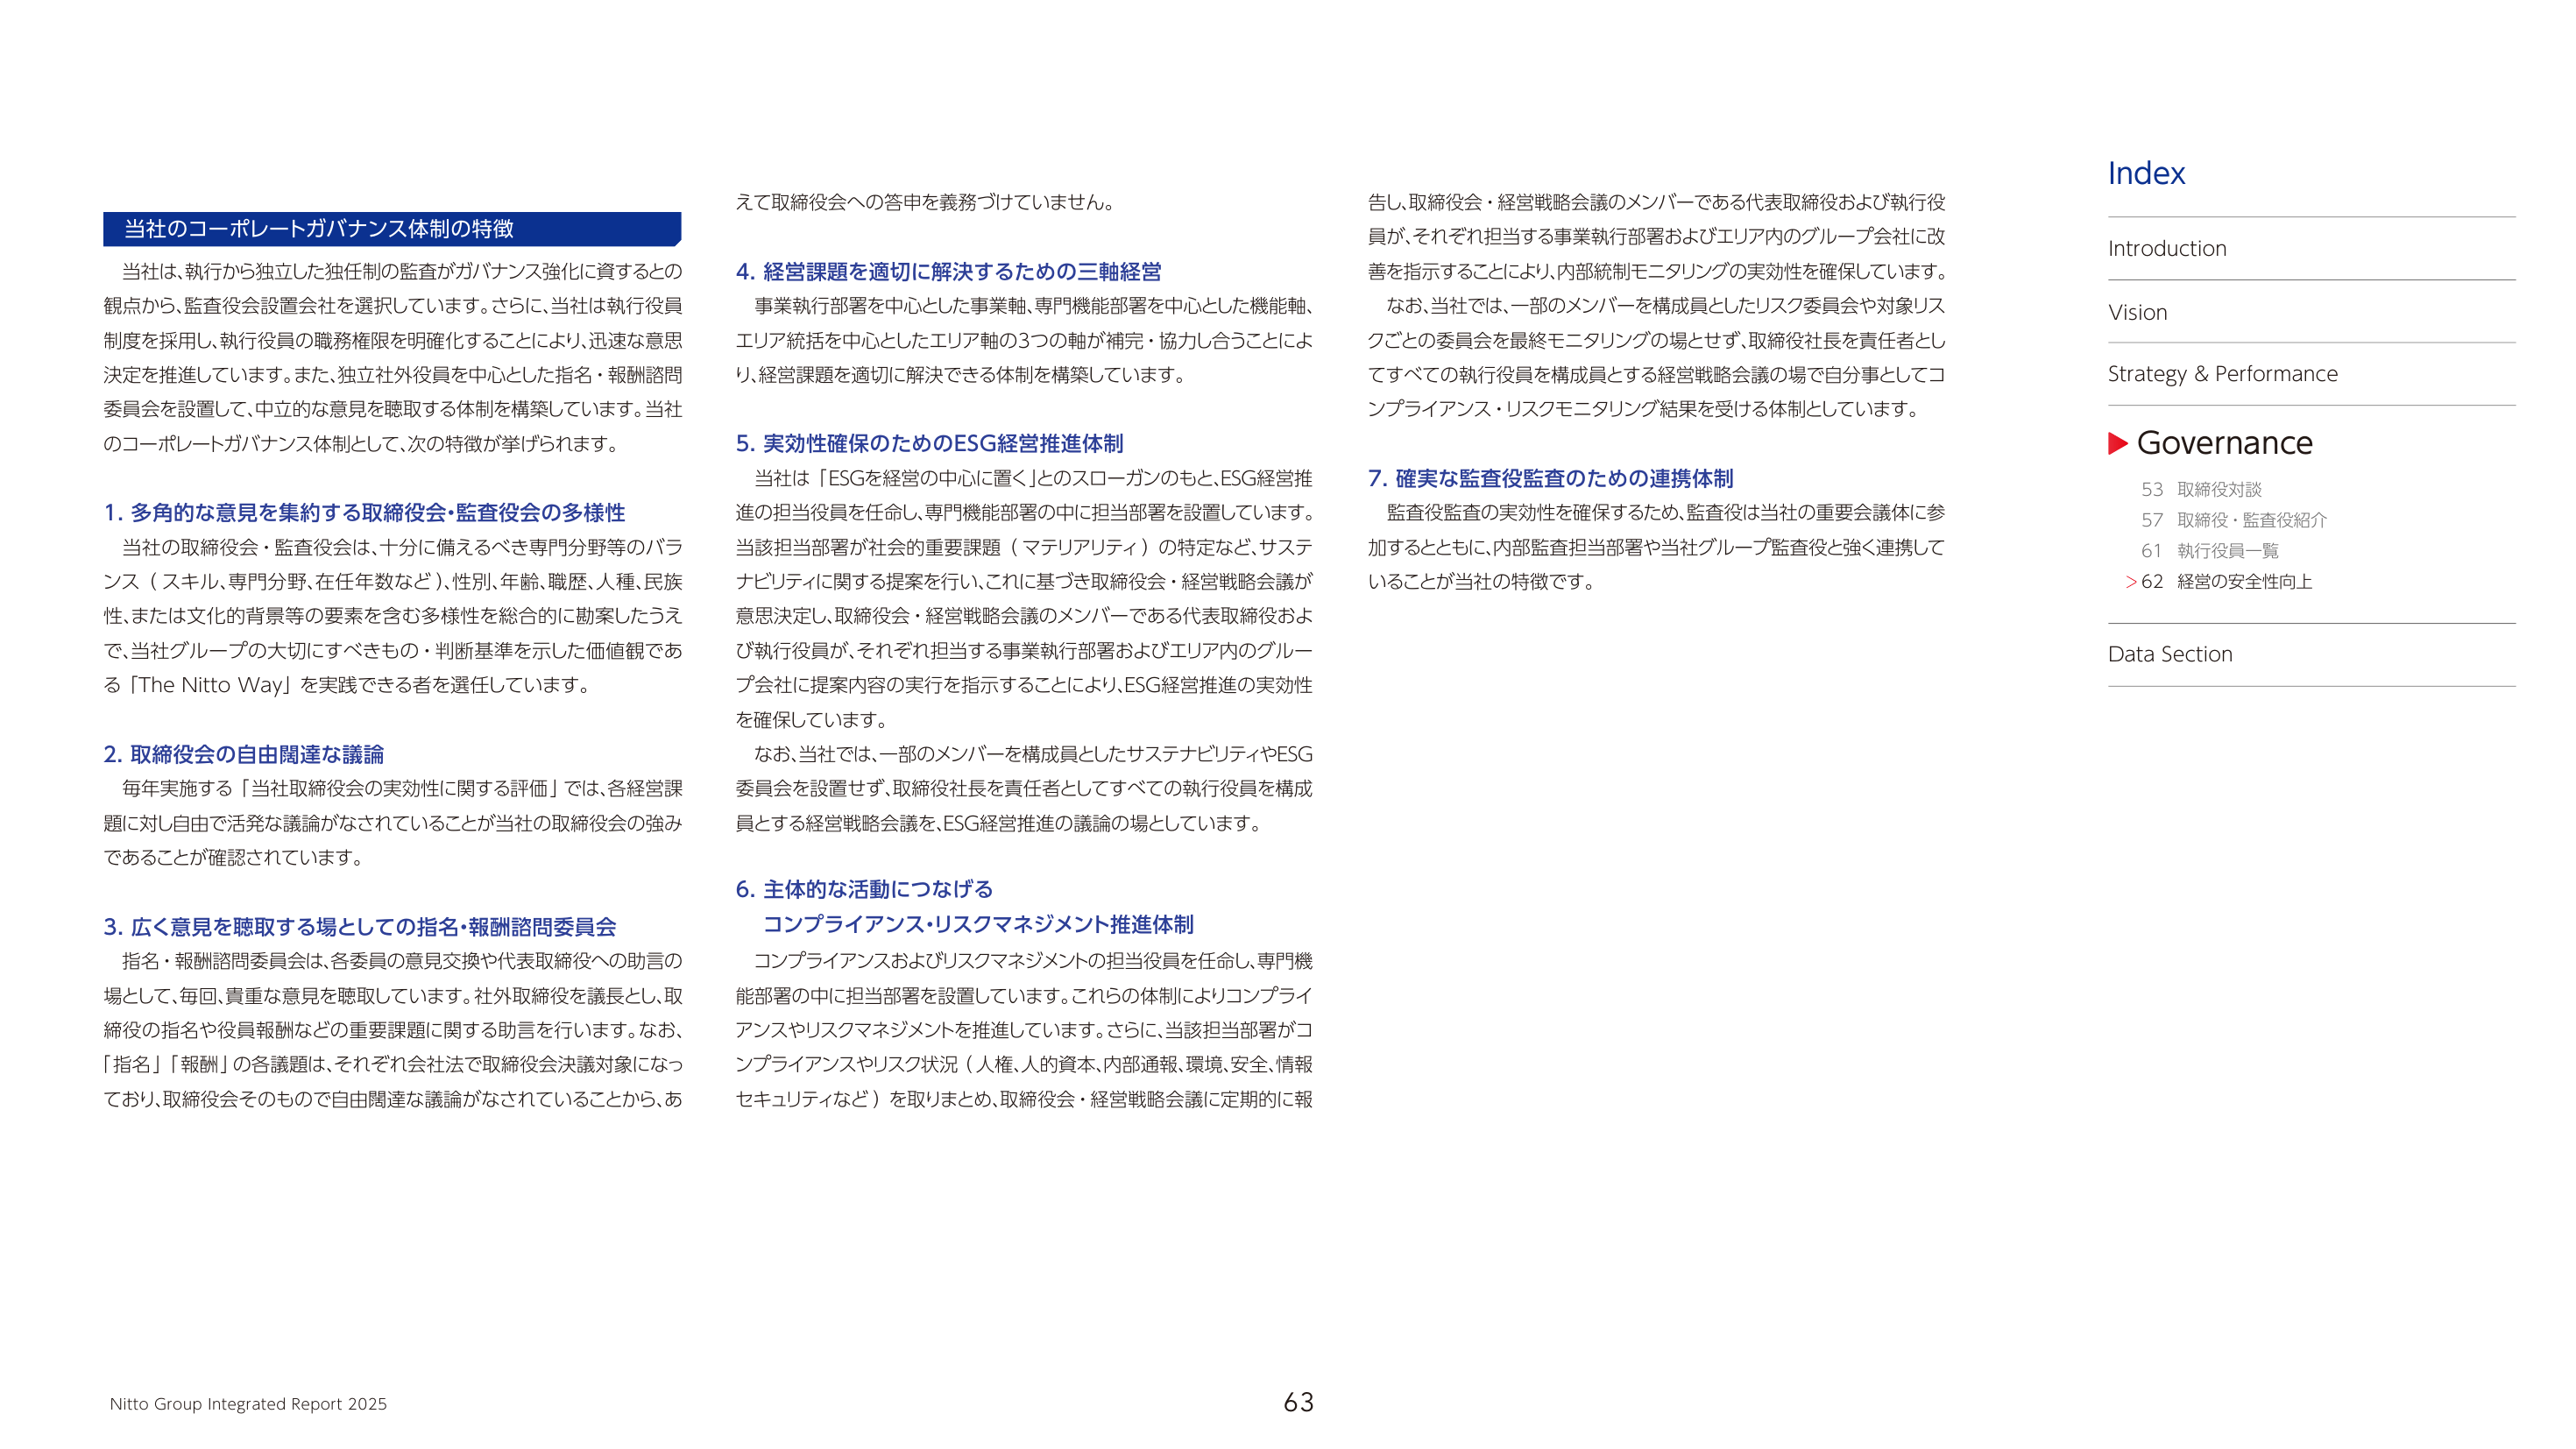 当社のコーポレートガバナンス体制の特徴
当社は、執行から独立した独任制の監査がガバナンス強化に資するとの
観点から、監査役会設置会社を選択しています。さらに、当社は執行役員
制度を採用し、執行役員の職務権限を明確化することにより、迅速な意思
決定を推進しています。また、独立社外役員を中心とした指名・報酬諮問
委員会を設置して、中立的な意見を聴取する体制を構築しています。当社
のコーポレートガバナンス体制として、次の特徴が挙げられます。
1. 多角的な意見を集約する取締役会・監査役会の多様性
当社の取締役会・監査役会は、十分に備えるべき専門分野等のバラ
ンス（スキル、専門分野、在任年数など）、性別、年齢、職歴、人種、民族
性、または文化的背景等の要素を含む多様性を総合的に勘案したうえ
で、当社グループの大切にすべきもの・判断基準を示した価値観であ
る「The Nitto Way」を実践できる者を選任しています。
2. 取締役会の自由闊達な議論
毎年実施する「当社取締役会の実効性に関する評価」では、各経営課
題に対し自由で活発な議論がなされていることが当社の取締役会の強み
であることが確認されています。
3. 広く意見を聴取する場としての指名・報酬諮問委員会
指名・報酬諮問委員会は、各委員の意見交換や代表取締役への助言の
場として、毎回、貴重な意見を聴取しています。社外取締役を議長とし、取
締役の指名や役員報酬などの重要課題に関する助言を行います。なお、
「指名」「報酬」の各議題は、それぞれ会社法で取締役会決議対象になっ
ており、取締役会そのもので自由闊達な議論がなされていることから、あ
えて取締役会への答申を義務づけていません。
4. 経営課題を適切に解決するための三軸経営
事業執行部署を中心とした事業軸、専門機能部署を中心とした機能軸、
エリア統括を中心としたエリア軸の3つの軸が補完・協力し合うことによ
り、経営課題を適切に解決できる体制を構築しています。
5. 実効性確保のためのESG経営推進体制
当社は「ESGを経営の中心に置く」とのスローガンのもと、ESG経営推
進の担当役員を任命し、専門機能部署の中に担当部署を設置しています。
当該担当部署が社会的重要課題（マテリアリティ）の特定など、サステ
ナビリティに関する提案を行い、これに基づき取締役会・経営戦略会議が
意思決定し、取締役会・経営戦略会議のメンバーである代表取締役およ
び執行役員が、それぞれ担当する事業執行部署およびエリア内のグルー
プ会社に提案内容の実行を指示することにより、ESG経営推進の実効性
を確保しています。
なお、当社では、一部のメンバーを構成員としたサステナビリティやESG
委員会を設置せず、取締役社長を責任者としてすべての執行役員を構成
員とする経営戦略会議を、ESG経営推進の議論の場としています。
6. 主体的な活動につなげる
コンプライアンス・リスクマネジメント推進体制
コンプライアンスおよびリスクマネジメントの担当役員を任命し、専門機
能部署の中に担当部署を設置しています。これらの体制によりコンプライ
アンスやリスクマネジメントを推進しています。さらに、当該担当部署がコ
ンプライアンスやリスク状況（人権、人的資本、内部通報、環境、安全、情報
セキュリティなど）を取りまとめ、取締役会・経営戦略会議に定期的に報
告し、取締役会・経営戦略会議のメンバーである代表取締役および執行役
員が、それぞれ担当する事業執行部署およびエリア内のグループ会社に改
善を指示することにより、内部統制モニタリングの実効性を確保しています。
なお、当社では、一部のメンバーを構成員としたリスク委員会や対象リス
クごとの委員会を最終モニタリングの場とせず、取締役社長を責任者とし
てすべての執行役員を構成員とする経営戦略会議の場で自分事としてコ
ンプライアンス・リスクモニタリング結果を受ける体制としています。
7. 確実な監査役監査のための連携体制
監査役監査の実効性を確保するため、監査役は当社の重要会議体に参
加するとともに、内部監査担当部署や当社グループ監査役と強く連携して
いることが当社の特徴です。
Index
Introduction
Vision
Strategy & Performance
Governance
53 取締役対談
57 取締役・監査役紹介
61 執行役員一覧
>62 経営の安全性向上
Data Section
Nitto Group Integrated Report 2025
63